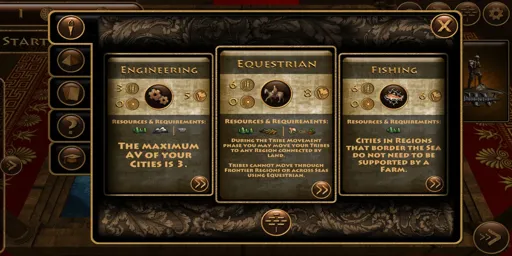 Start
Engineering
Resources & Requirements:
The maximum
AV of your
Cities is 3.
Equestrian
Resources & Requirements:
During the Tribe Movement
phase you may move your Tribes
to any Region connected by
land.
Tribes cannot move through
Frontier Regions or across Seas
using Equestrian.
Fishing
Resources & Requirements:
Cities in Regions
that border the Sea
do not need to be
supported by a
Farm.